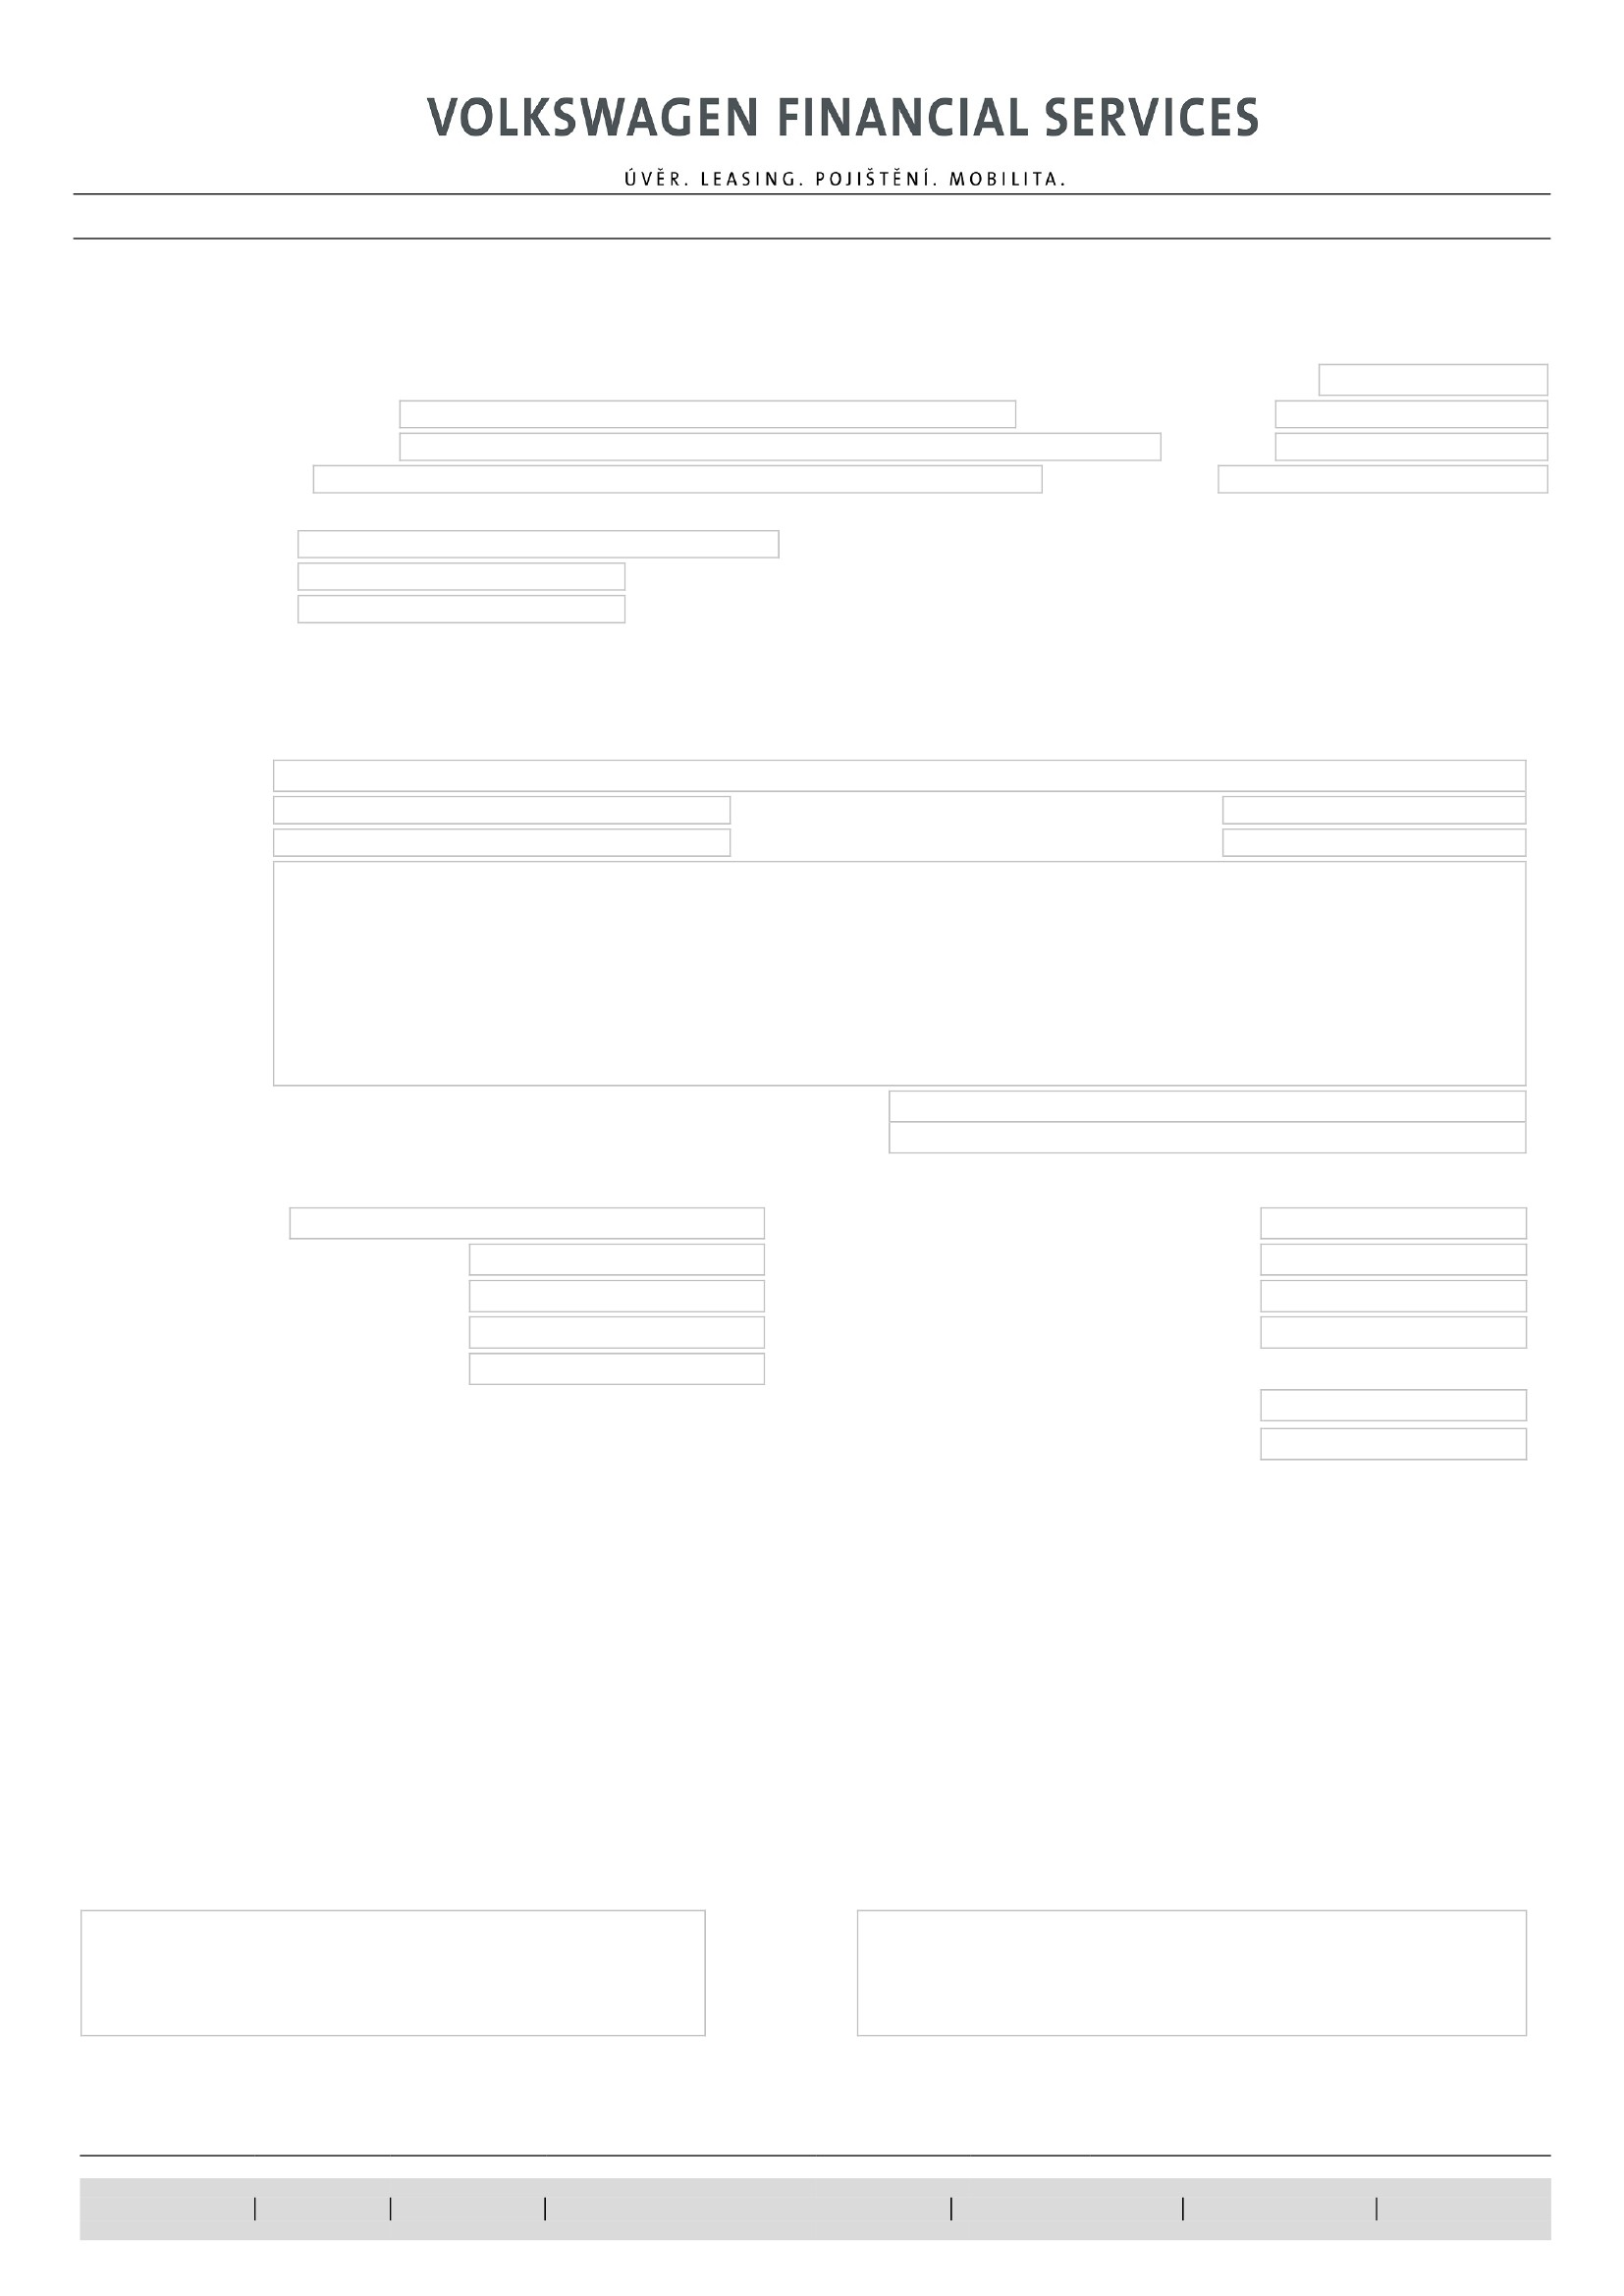 VOLKSWAGEN FINANCIAL SERVICES
ÚVĚR. LEASING. POJIŠTĚNÍ. MOBILITA.